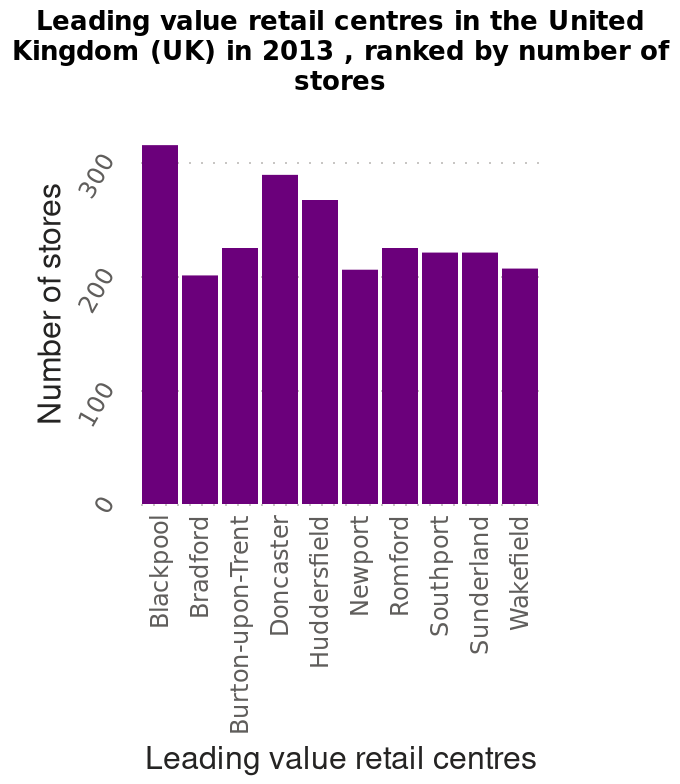 Leading value retail centres in the United
Kingdom (UK) in 2013 , ranked by number of
stores
Number of stores
300
200
100
0
Blackpool
Bradford
Burton-upon-Trent
Doncaster
Huddersfield
Newport
Romford
Southport
Sunderland
Wakefield
Leading value retail centres